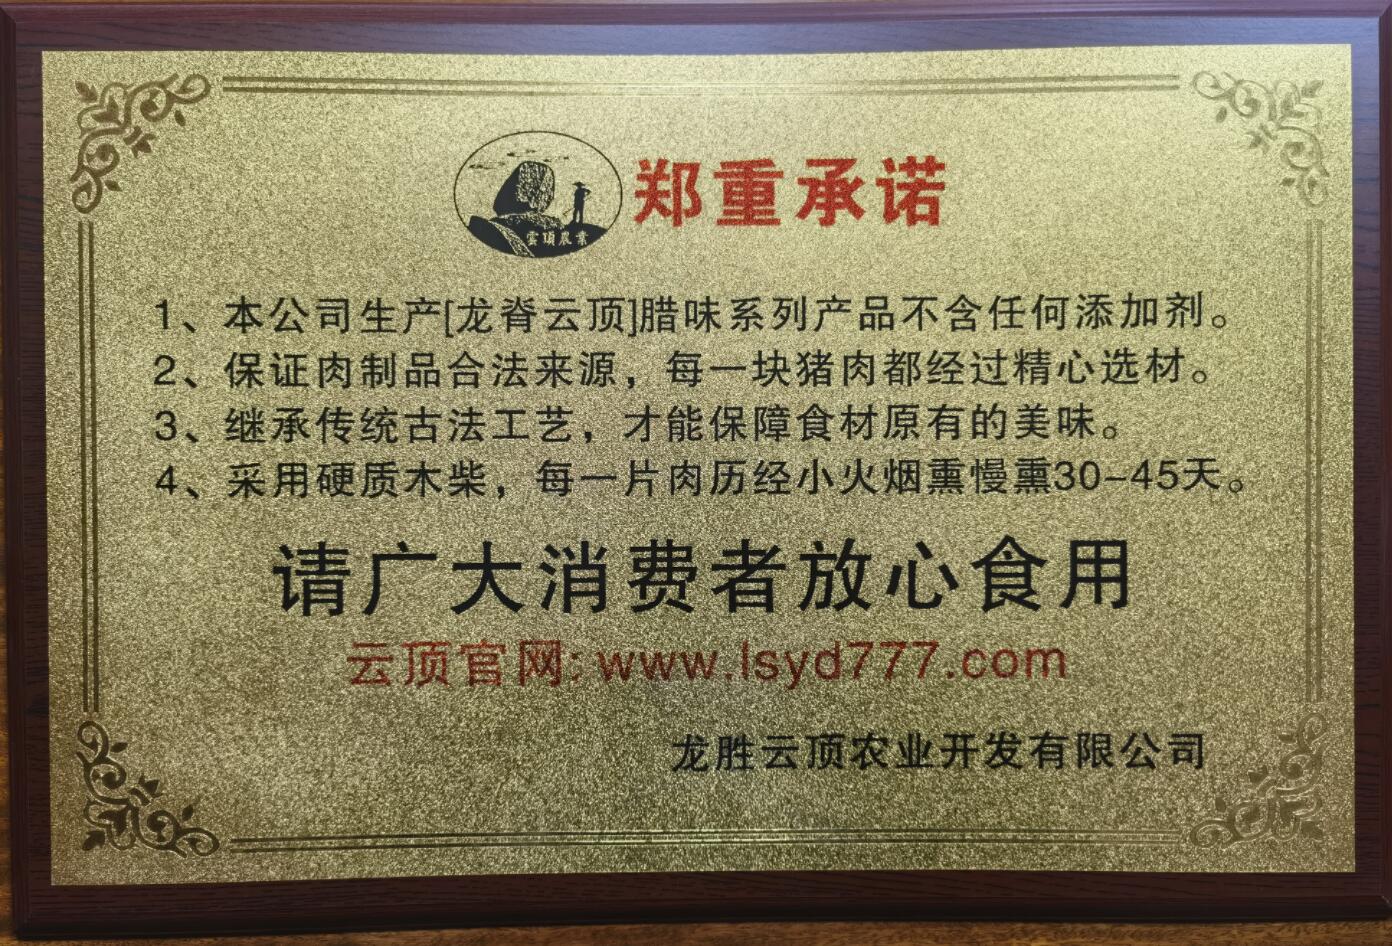 郑重承诺
雲顶農業
1、本公司生产[龙脊云顶]腊味系列产品不含任何添加剂。
2、保证肉制品合法来源，每一块猪肉都经过精心选材。
3、继承传统古法工艺，才能保障食材原有的美味。
4、采用硬质木柴，每一片肉历经小火烟熏慢熏30-45天。
请广大消费者放心食用
云顶官网: www.lsyd777.com
龙胜云顶农业开发有限公司